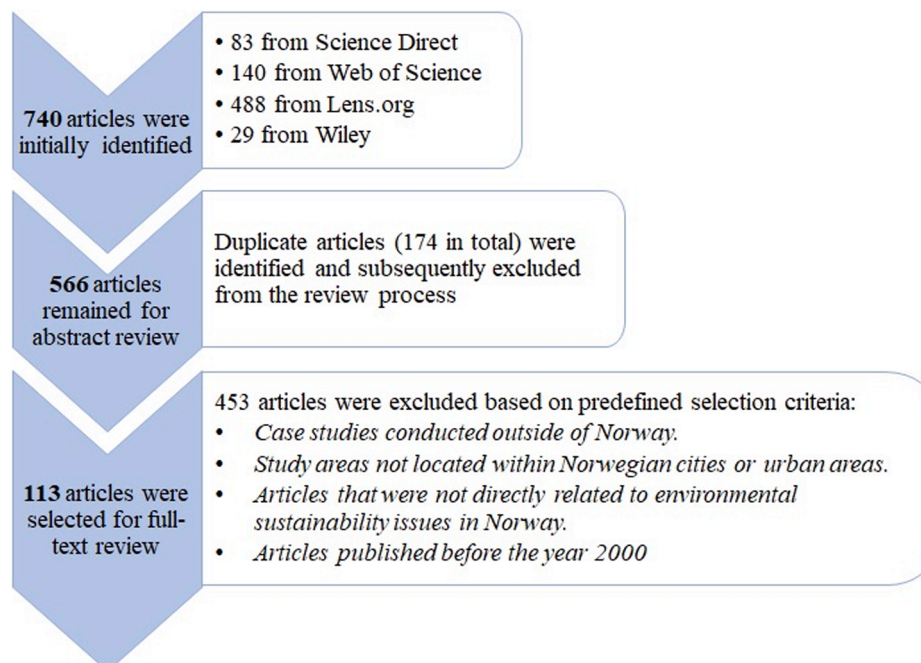 740 articles were
initially identified
• 83 from Science Direct
• 140 from Web of Science
• 488 from Lens.org
• 29 from Wiley
566 articles
remained for
abstract review
Duplicate articles (174 in total) were
identified and subsequently excluded
from the review process
113 articles were
selected for full-
text review
453 articles were excluded based on predefined selection criteria:
• Case studies conducted outside of Norway.
• Study areas not located within Norwegian cities or urban areas.
• Articles that were not directly related to environmental
sustainability issues in Norway.
• Articles published before the year 2000